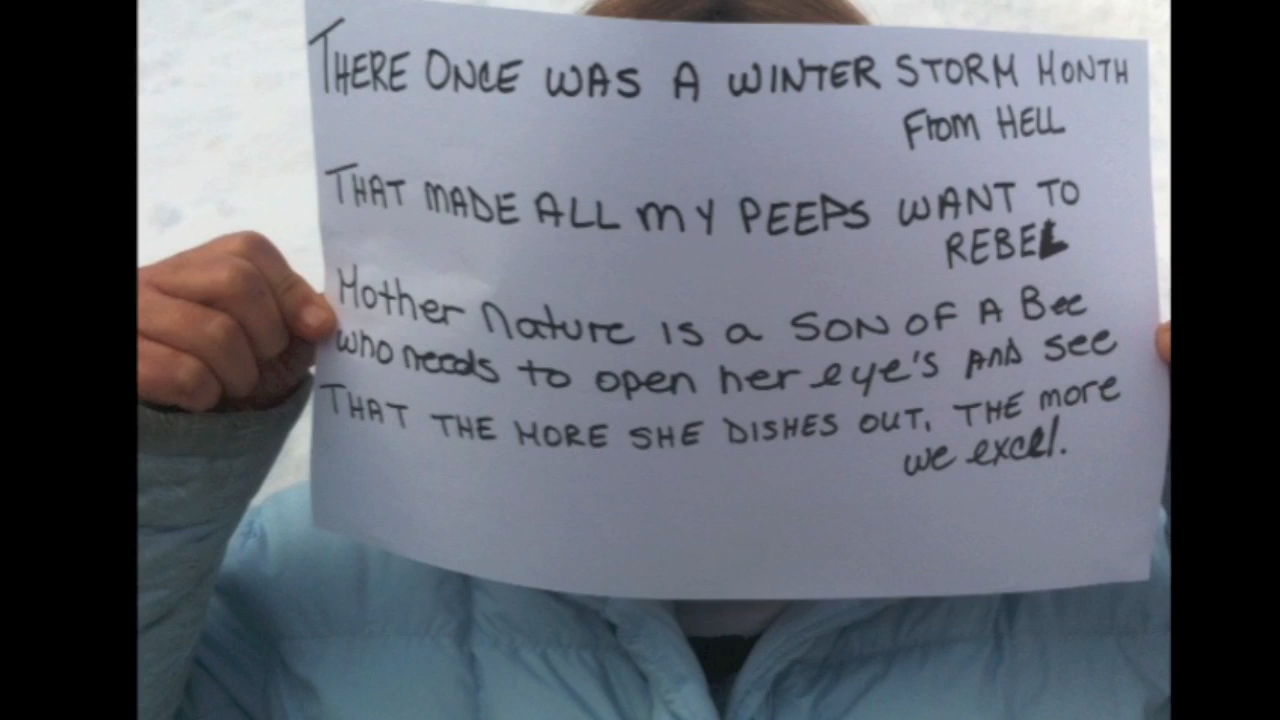 THERE ONCE WAS A WINTER STORM MONTH
From HELL
THAT MADE ALL MY PEEPS WANT TO
REBEL
Mother Nature IS a SON OF A Bee
who needs to open her eye's AND see
THAT THE MORE SHE DISHES OUT, THE more
we excel.